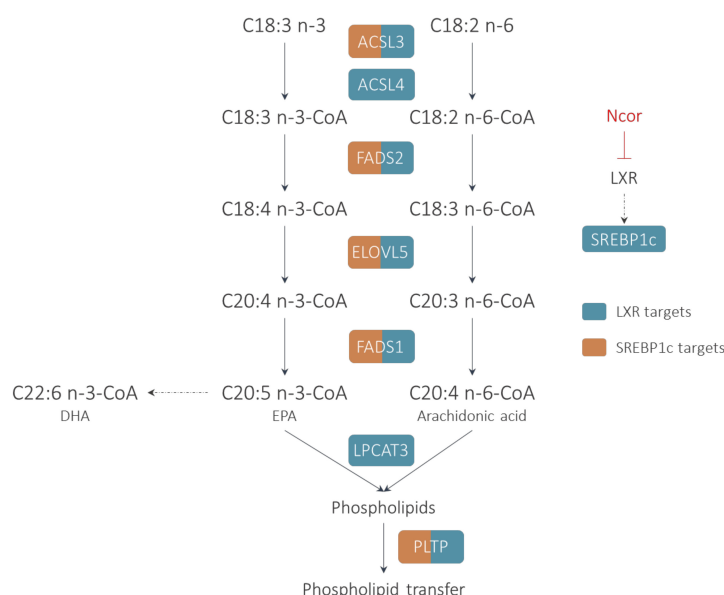 C18:3 n-3
ACSL3
C18:2 n-6
ACSL4
C18:3 n-3-CoA
C18:2 n-6-CoA
Ncor
FADS2
LXR
C18:4 n-3-CoA
C18:3 n-6-CoA
SREBP1c
ELOVL5
C20:4 n-3-CoA
C20:3 n-6-CoA
LXR targets
FADS1
SREBP1c targets
C22:6 n-3-CoA
C20:5 n-3-CoA
C20:4 n-6-CoA
DHA
EPA
Arachidonic acid
LPCAT3
Phospholipids
PLTP
Phospholipid transfer